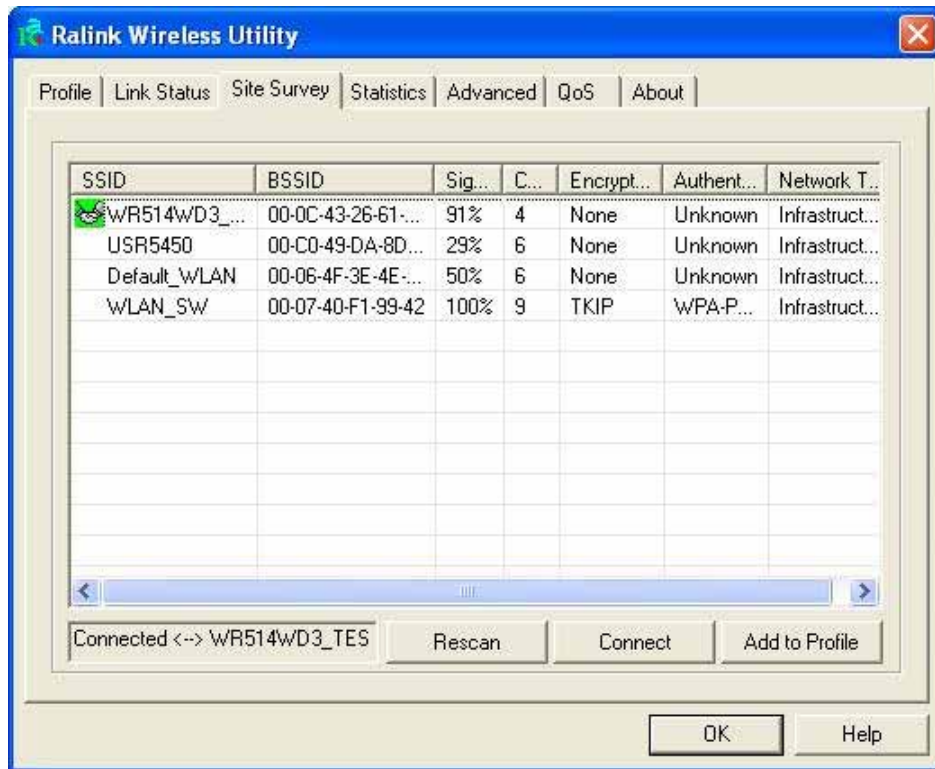 Ralink Wireless Utility
Profile Link Status Site Survey Statistics Advanced QoS About
SSID BSSID Sig... C... Encrypt... Authent... Network T...
WR514WD3_... 00-0C-43-26-61-... 91% 4 None Unknown Infrastruct...
USR5450 00-C0-49-DA-8D... 29% 6 None Unknown Infrastruct...
Default_WLAN 00-06-4F-3E-4E-... 50% 6 None Unknown Infrastruct...
WLAN_SW 00-07-40-F1-99-42 100% 9 TKIP WPA-P... Infrastruct...
Connected <--> WR514WD3_TES Rescan Connect Add to Profile
OK Help